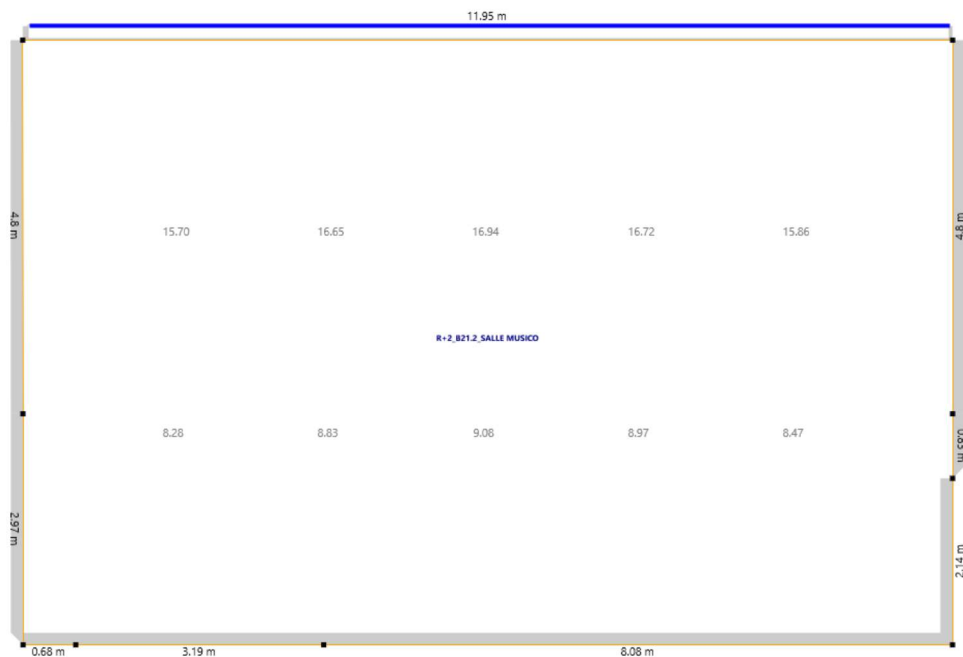 11.95 m
4.8 m
4.8 m
15.70 16.65 16.94 16.72 15.86
R+2_B21.2_SALLE MUSICO
8.28 8.83 9.08 8.97 8.47
0.83 m
2.97 m
2.14 m
0.68 m 3.19 m 8.08 m